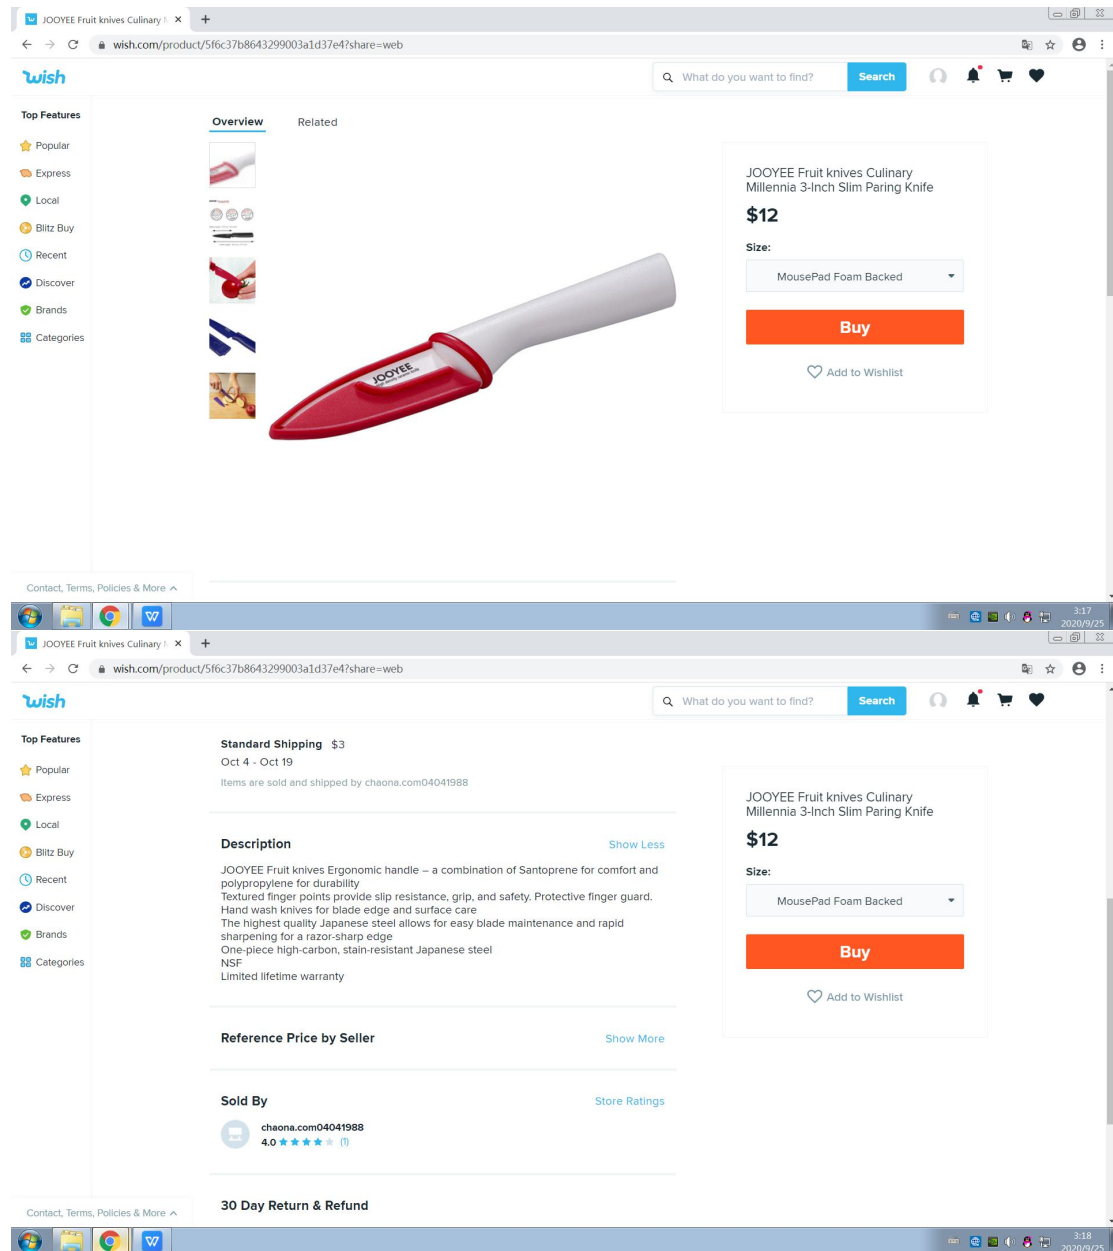 JOOYEE Fruit knives Culinary
wish.com/product/5f6c37b8643299003a1d37e4?share=web
wish
What do you want to find?
Search
Top Features
Popular
Express
Local
Blitz Buy
Recent
Discover
Brands
Categories
Overview
Related
JOOYEE
JOOYEE Fruit knives Culinary
Millennia 3-Inch Slim Paring Knife
$12
Size:
MousePad Foam Backed
Buy
Add to Wishlist
Contact, Terms, Policies & More
3:17
2020/9/25
JOOYEE Fruit knives Culinary
wish.com/product/5f6c37b8643299003a1d37e4?share=web
wish
What do you want to find?
Search
Top Features
Popular
Express
Local
Blitz Buy
Recent
Discover
Brands
Categories
Standard Shipping $3
Oct 4 - Oct 19
Items are sold and shipped by chaona.com04041988
Description
Show Less
JOOYEE Fruit knives Ergonomic handle – a combination of Santoprene for comfort and
polypropylene for durability
Textured finger points provide slip resistance, grip, and safety. Protective finger guard.
Hand wash knives for blade edge and surface care
The highest quality Japanese steel allows for easy blade maintenance and rapid
sharpening for a razor-sharp edge
One-piece high-carbon, stain-resistant Japanese steel
NSF
Limited lifetime warranty
Reference Price by Seller
Show More
Sold By
Store Ratings
chaona.com04041988
4.0
(1)
30 Day Return & Refund
JOOYEE Fruit knives Culinary
Millennia 3-Inch Slim Paring Knife
$12
Size:
MousePad Foam Backed
Buy
Add to Wishlist
Contact, Terms, Policies & More
3:18
2020/9/25